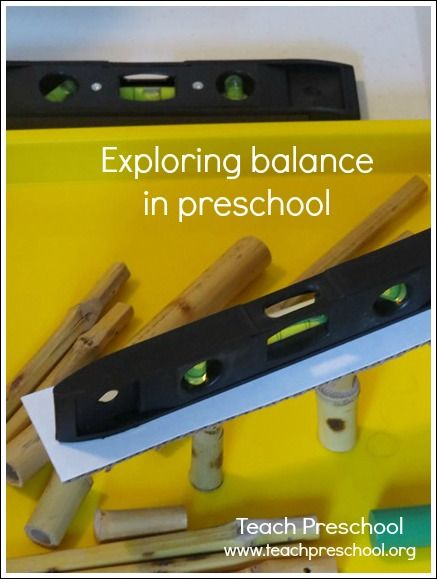 Exploring balance
in preschool
Teach Preschool
www.teachpreschool.org